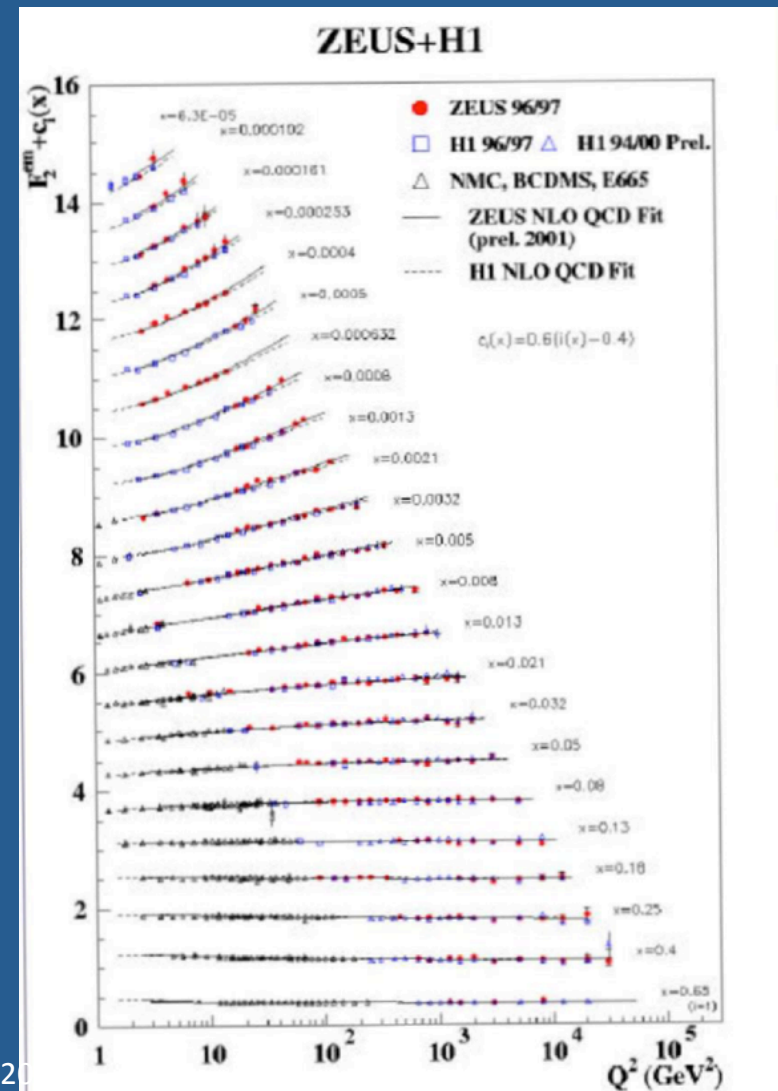 ZEUS+H1
F₂ᵉᵐ+cᵢ(x)
16
14
12
10
8
6
4
2
0
ZEUS 96/97
H1 96/97 H1 94/00 Prel.
NMC, BCDMS, E665
ZEUS NLO QCD Fit
(prel. 2001)
H1 NLO QCD Fit
cᵢ(x)=0.6(i(x)-0.4)
x=6.3E-05
x=0.000102
x=0.000161
x=0.000253
x=0.0004
x=0.0005
x=0.000632
x=0.0008
x=0.0013
x=0.0021
x=0.0032
x=0.005
x=0.008
x=0.013
x=0.021
x=0.032
x=0.05
x=0.08
x=0.13
x=0.18
x=0.25
x=0.4
x=0.65
(i=1)
1 10 10² 10³ 10⁴ 10⁵
Q² (GeV²)